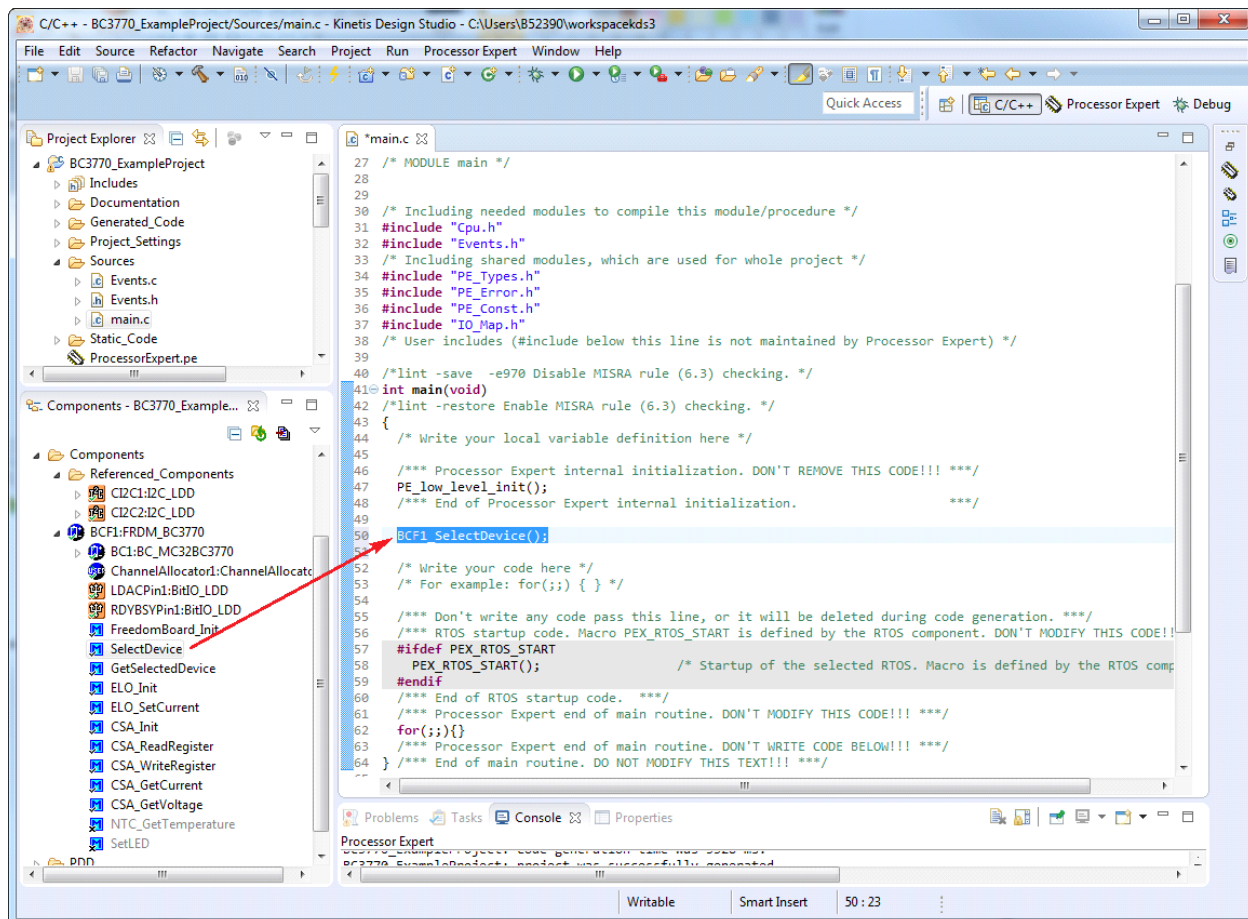 C/C++ - BC3770_ExampleProject/Sources/main.c - Kinetis Design Studio - C:\Users\B52390\workspacekds3
File Edit Source Refactor Navigate Search Project Run Processor Expert Window Help
Quick Access
C/C++
Processor Expert
Debug
Project Explorer
BC3770_ExampleProject
Includes
Documentation
Generated_Code
Project_Settings
Sources
Events.c
Events.h
main.c
Static_Code
ProcessorExpert.pe
Components - BC3770_Example...
Components
Referenced_Components
CI2C1:I2C_LDD
CI2C2:I2C_LDD
BCF1:FRDM_BC3770
BC1:BC_MC32BC3770
ChannelAllocator1:ChannelAllocatc
LDACPin1:BitIO_LDD
RDYBSYPin1:BitIO_LDD
FreedomBoard_Init
SelectDevice
GetSelectedDevice
ELO_Init
ELO_SetCurrent
CSA_Init
CSA_ReadRegister
CSA_WriteRegister
CSA_GetCurrent
CSA_GetVoltage
NTC_GetTemperature
SetLED
PDD
*main.c
27 /* MODULE main */
28
29
30 /* Including needed modules to compile this module/procedure */
31 #include "Cpu.h"
32 #include "Events.h"
33 /* Including shared modules, which are used for whole project */
34 #include "PE_Types.h"
35 #include "PE_Error.h"
36 #include "PE_Const.h"
37 #include "IO_Map.h"
38 /* User includes (#include below this line is not maintained by Processor Expert) */
39
40 /*lint -save  -e970 Disable MISRA rule (6.3) checking. */
41 int main(void)
42 /*lint -restore Enable MISRA rule (6.3) checking. */
43 {
44   /* Write your local variable definition here */
45
46   /*** Processor Expert internal initialization. DON'T REMOVE THIS CODE!!! ***/
47   PE_low_level_init();
48   /*** End of Processor Expert internal initialization.                    ***/
49
50   BCF1_SelectDevice();
51
52   /* Write your code here */
53   /* For example: for(;;) { } */
54
55   /*** Don't write any code pass this line, or it will be deleted during code generation. ***/
56   /*** RTOS startup code. Macro PEX_RTOS_START is defined by the RTOS component. DON'T MODIFY THIS CODE!!
57   #ifdef PEX_RTOS_START
58     PEX_RTOS_START();                  /* Startup of the selected RTOS. Macro is defined by the RTOS comp
59   #endif
60   /*** End of RTOS startup code.  ***/
61   /*** Processor Expert end of main routine. DON'T MODIFY THIS CODE!!! ***/
62   for(;;){}
63   /*** Processor Expert end of main routine. DON'T WRITE CODE BELOW!!! ***/
64 } /*** End of main routine. DO NOT MODIFY THIS TEXT!!! ***/
Problems Tasks Console Properties
Processor Expert
BC3770_ExampleProject: code generation time was 5520 ms.
BC3770_ExampleProject: project was successfully generated
Writable
Smart Insert
50 : 23